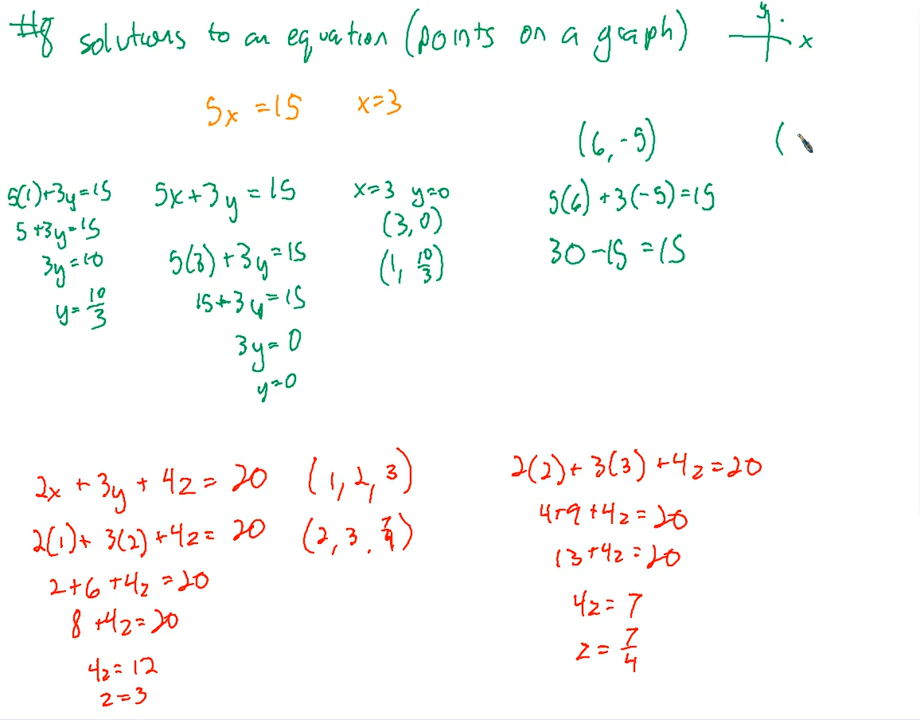 #8 solutions to an equation (points on a graph) y x
5x = 15 x=3
(6, -5) (
5(1)+3y=15
5+3y=15
3y=10
y=10/3
5x+3y=15
5(3)+3y=15
15+3y=15
3y=0
y=0
x=3 y=0
(3, 0)
(1, 10/3)
5(6)+3(-5)=15
30-15=15
2x+3y+4z=20 (1, 2, 3)
2(1)+3(2)+4z=20 (2, 3, 7/4)
2+6+4z=20
8+4z=20
4z=12
z=3
2(2)+3(3)+4z=20
4+9+4z=20
13+4z=20
4z=7
z=7/4